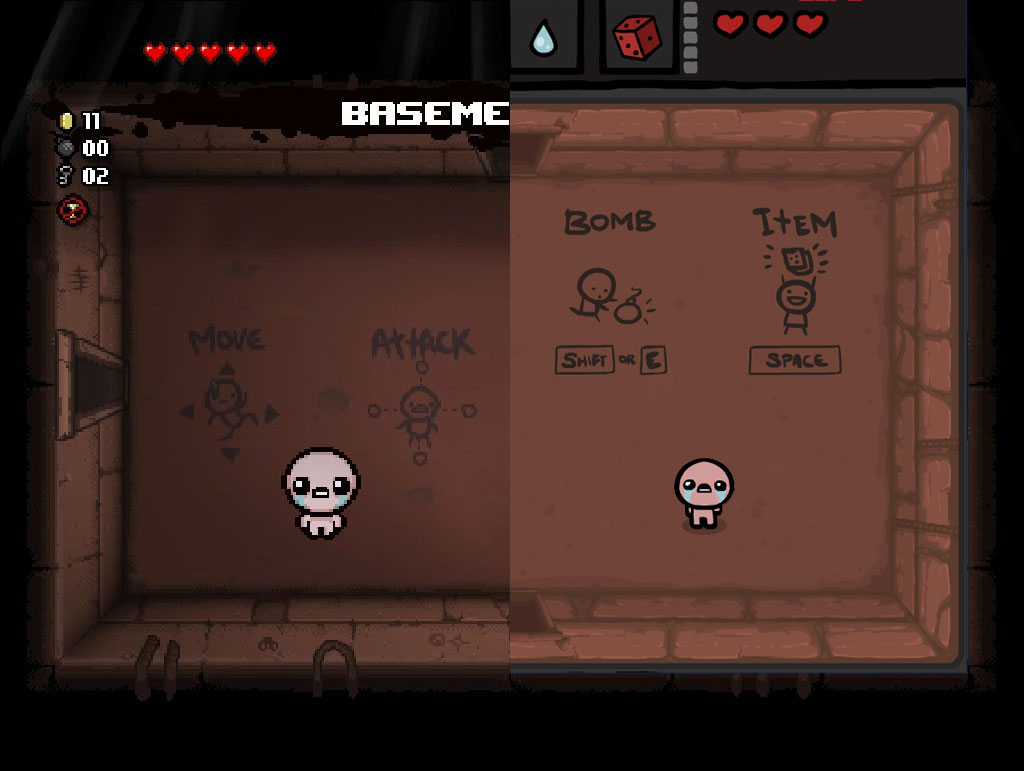 BASEME
11
00
02
MOVE
ATTACK
BOMB
ITEM
SHIFT OR E
SPACE